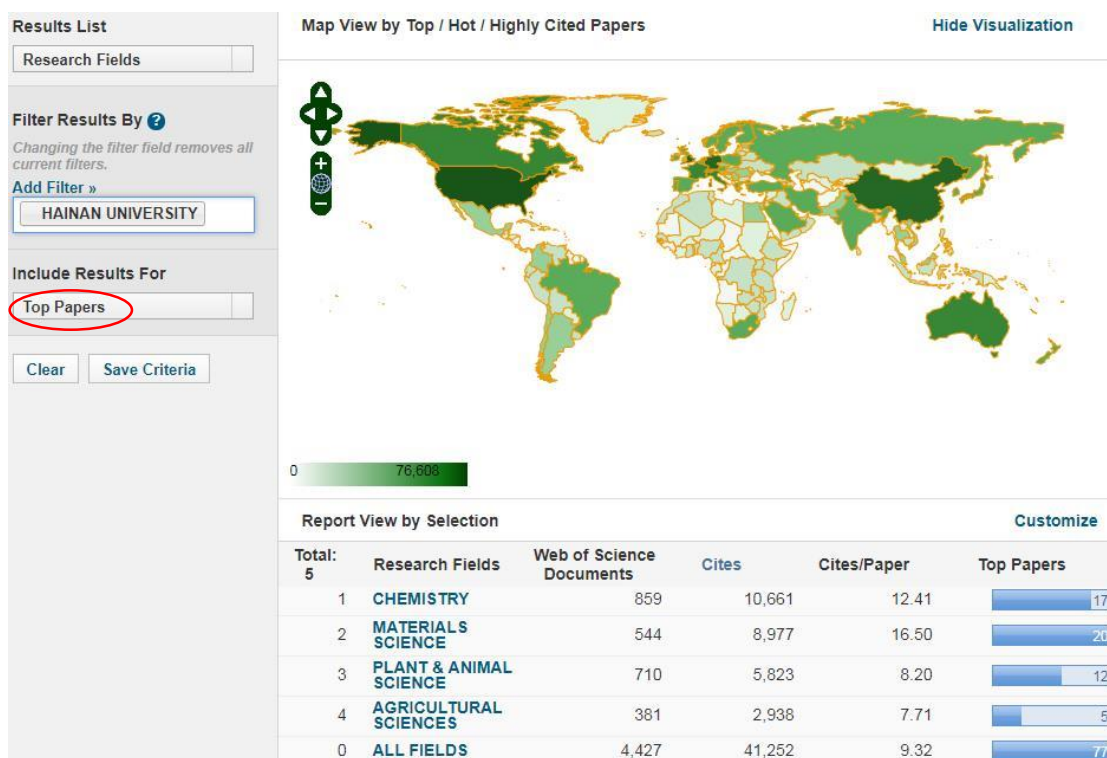 Results List
Research Fields
Filter Results By ?
Changing the filter field removes all
current filters.
Add Filter »
HAINAN UNIVERSITY
Include Results For
Top Papers
Clear Save Criteria
Map View by Top / Hot / Highly Cited Papers Hide Visualization
+
−
0 76,608
Report View by Selection Customize
Total:
5 Research Fields Web of Science
Documents Cites Cites/Paper Top Papers
1 CHEMISTRY 859 10,661 12.41 17
2 MATERIALS
SCIENCE 544 8,977 16.50 20
3 PLANT & ANIMAL
SCIENCE 710 5,823 8.20 12
4 AGRICULTURAL
SCIENCES 381 2,938 7.71 5
0 ALL FIELDS 4,427 41,252 9.32 77